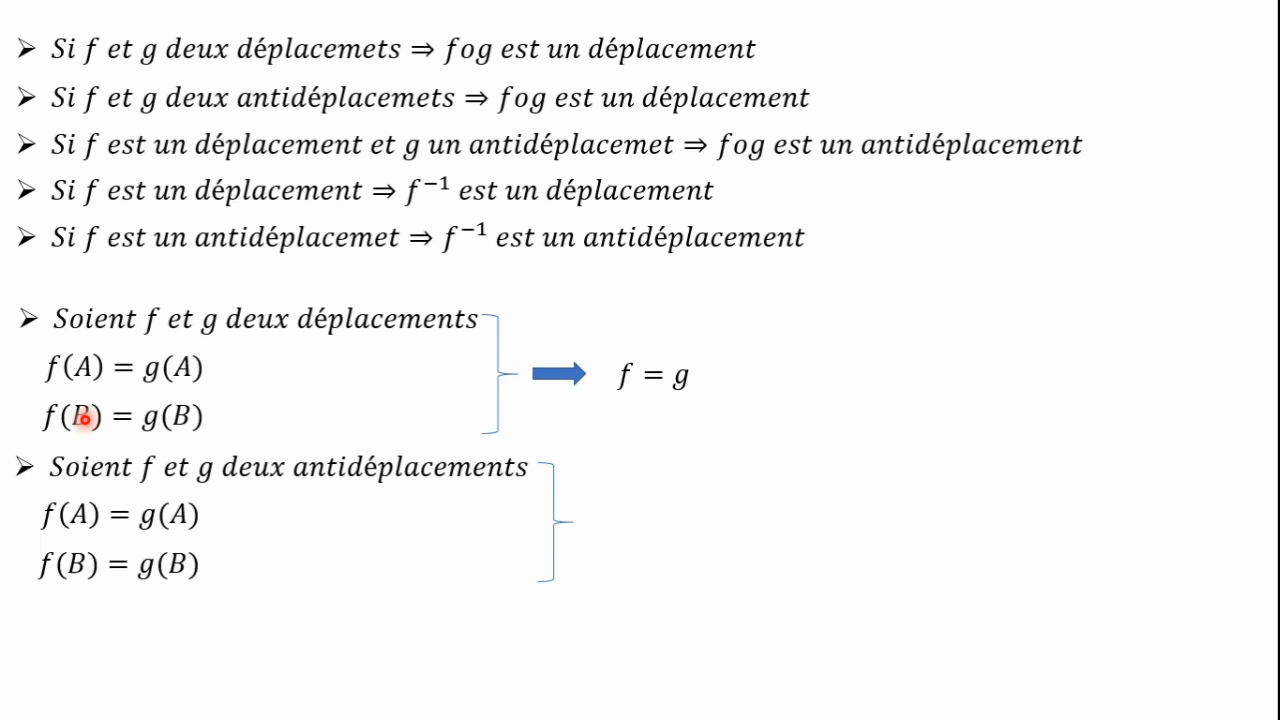 ➢ Si f et g deux déplacemets ⇒ fog est un déplacement
➢ Si f et g deux antidéplacemets ⇒ fog est un déplacement
➢ Si f est un déplacement et g un antidéplacemet ⇒ fog est un antidéplacement
➢ Si f est un déplacement ⇒ f⁻¹ est un déplacement
➢ Si f est un antidéplacemet ⇒ f⁻¹ est un antidéplacement
➢ Soient f et g deux déplacements
f(A) = g(A)
f = g
f(B) = g(B)
➢ Soient f et g deux antidéplacements
f(A) = g(A)
f(B) = g(B)